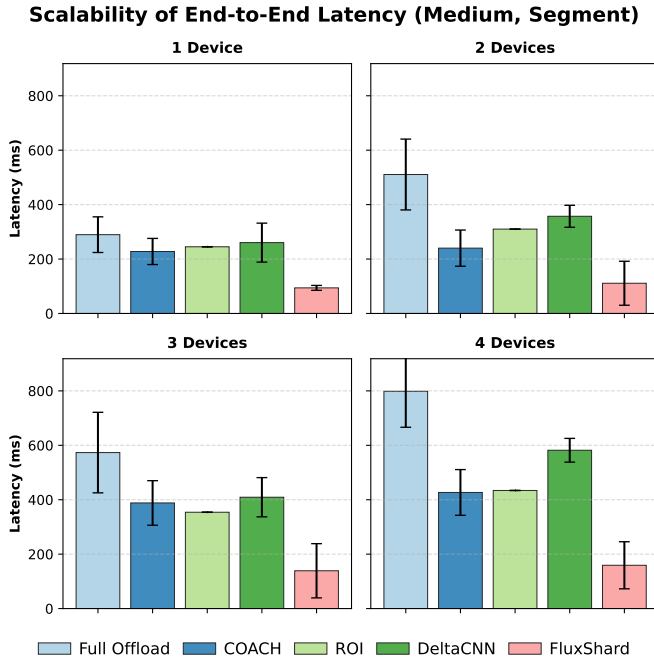 Scalability of End-to-End Latency (Medium, Segment)
1 Device
2 Devices
Latency (ms)
800
600
400
200
0
3 Devices
4 Devices
Latency (ms)
800
600
400
200
0
Full Offload COACH ROI DeltaCNN FluxShard